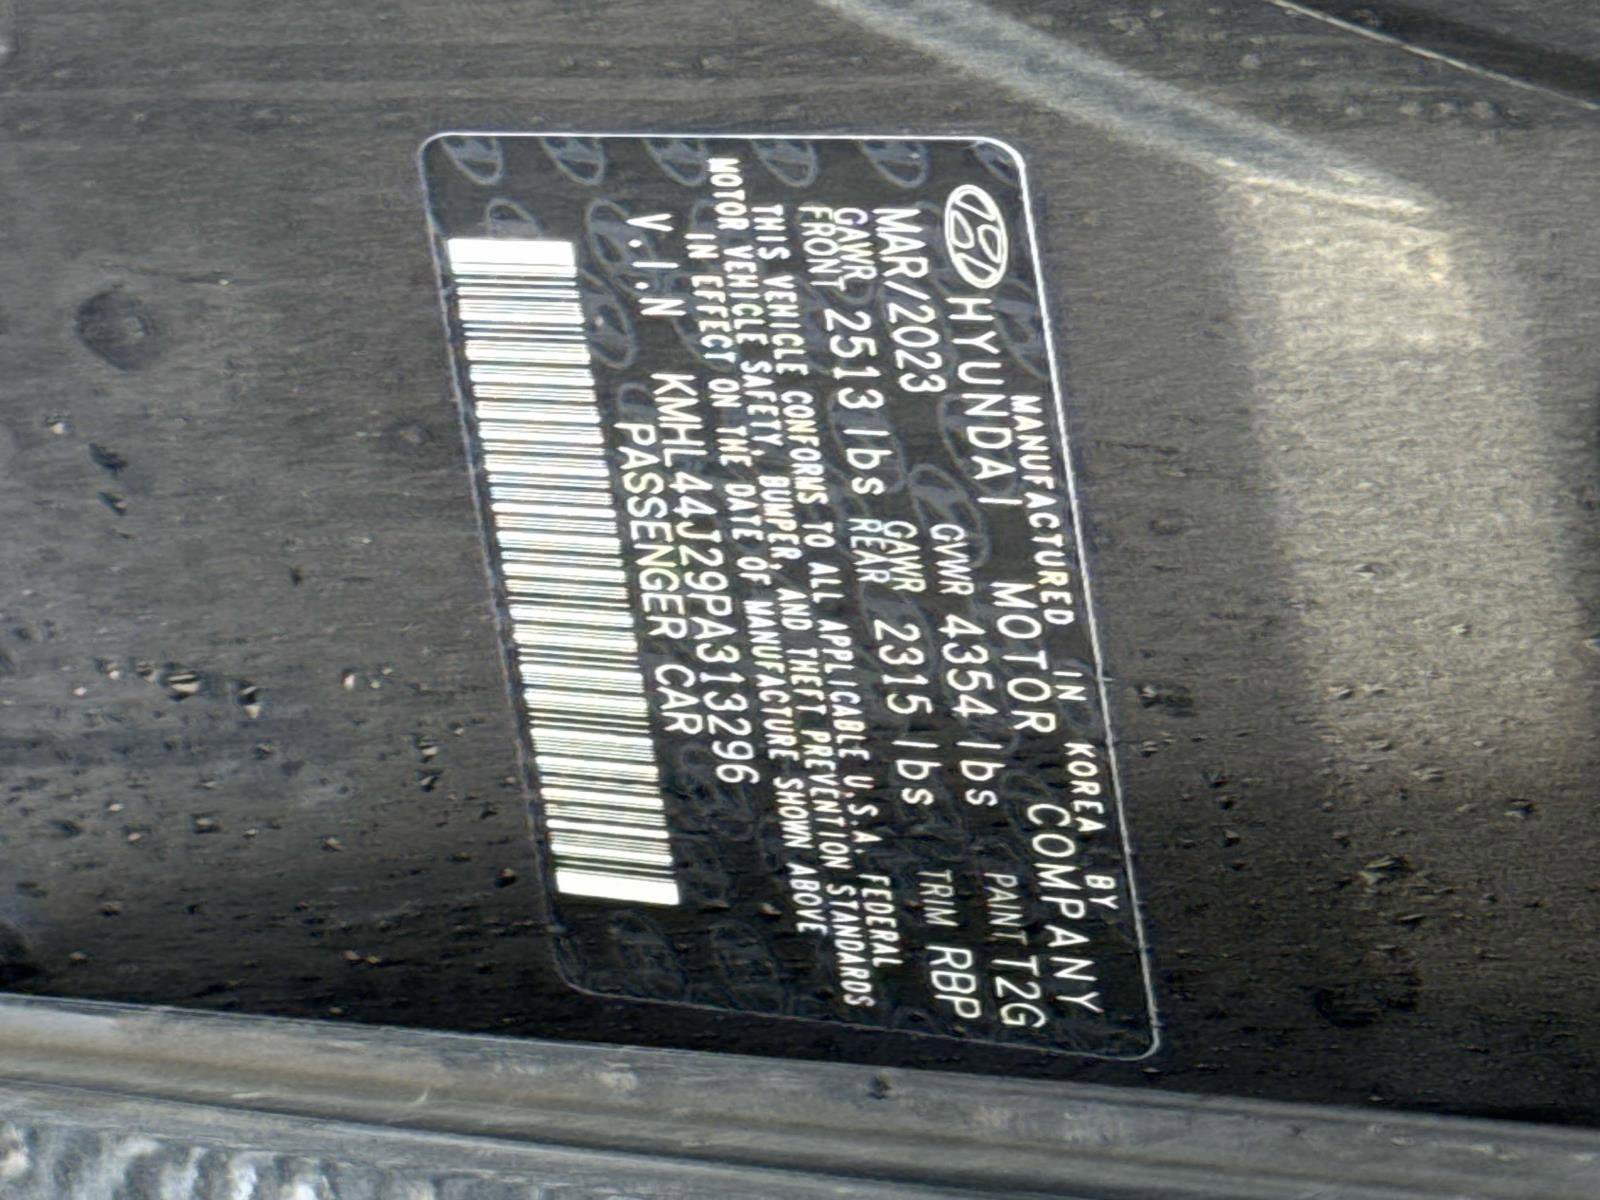 MANUFACTURED IN KOREA BY
HYUNDAI MOTOR COMPANY
MAR/2023 GVWR 4354 lbs PAINT T2G
GAWR FRONT 2513 lbs GAWR REAR 2315 lbs TRIM RBP
THIS VEHICLE CONFORMS TO ALL APPLICABLE U.S.A. FEDERAL
MOTOR VEHICLE SAFETY, BUMPER, AND THEFT PREVENTION STANDARDS
IN EFFECT ON THE DATE OF MANUFACTURE SHOWN ABOVE
V.I.N KMHL44J29PA313296
PASSENGER CAR